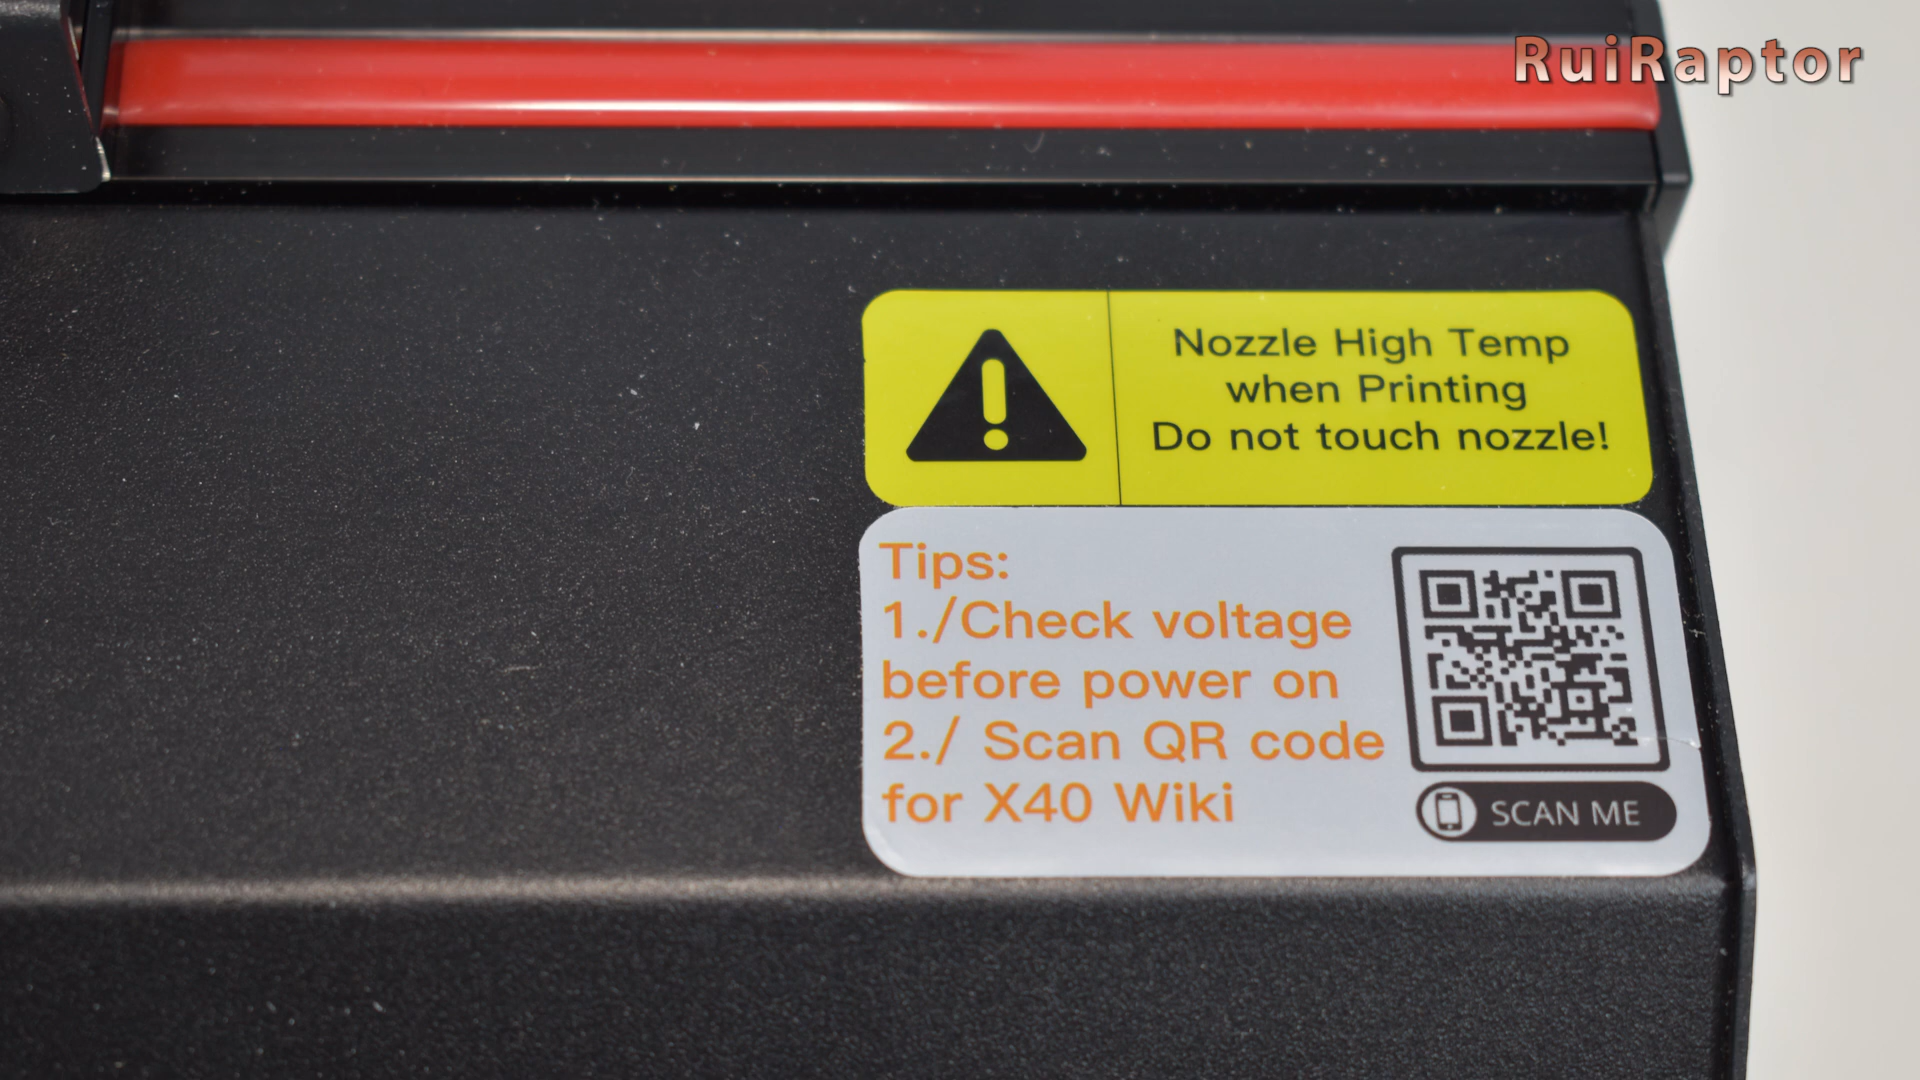 RuiRaptor
Nozzle High Temp
when Printing
Do not touch nozzle!
Tips:
1./Check voltage
before power on
2./ Scan QR code
for X40 Wiki
SCAN ME